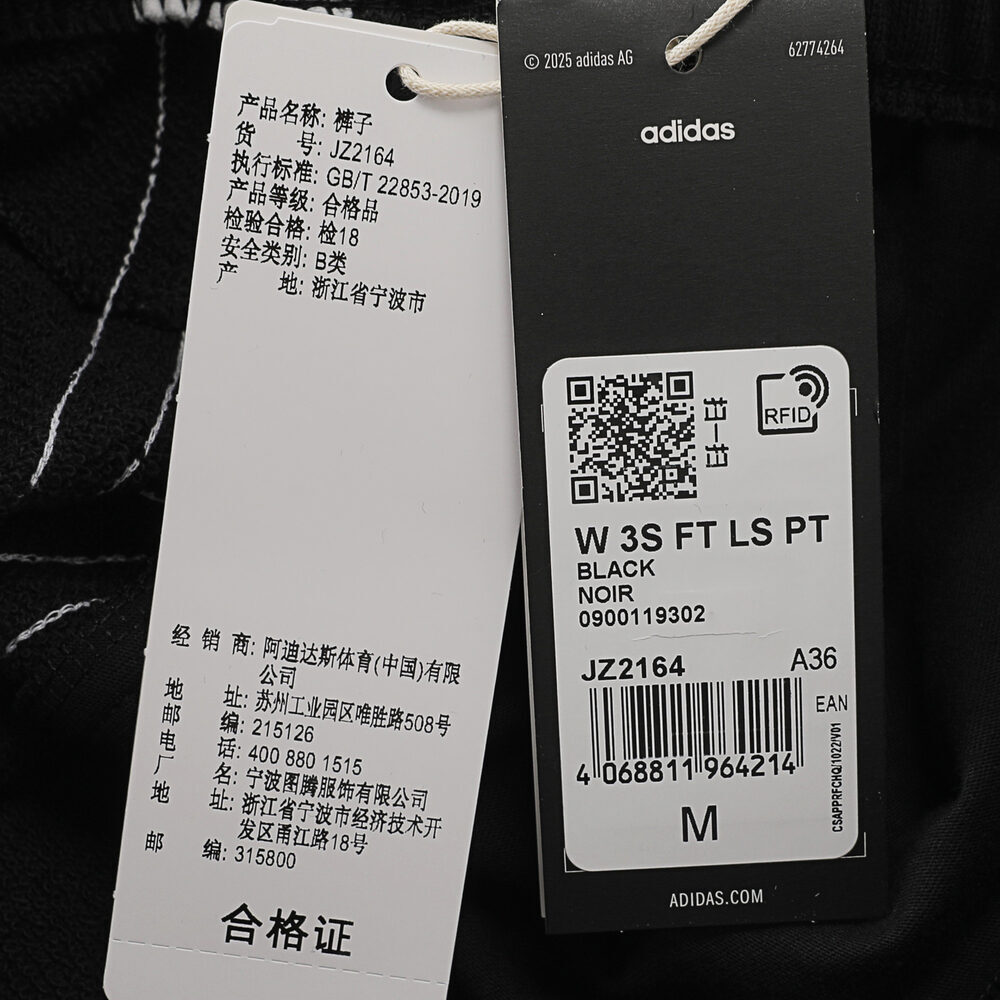 产品名称: 裤子
货 号: JZ2164
执行标准: GB/T 22853-2019
产品等级: 合格品
检验合格: 检18
安全类别: B类
产 地: 浙江省宁波市
经 销 商: 阿迪达斯体育(中国)有限
公司
地 址: 苏州工业园区唯胜路508号
邮 编: 215126
电 话: 400 880 1515
厂 名: 宁波图腾服饰有限公司
地 址: 浙江省宁波市经济技术开
发区甬江路18号
邮 编: 315800
合格证
© 2025 adidas AG
62774264
adidas
扫一扫
RFID
W 3S FT LS PT
BLACK
NOIR
0900119302
JZ2164
A36
EAN
4 068811 964214
CSAPPRFCHQ/1022/V01
M
ADIDAS.COM